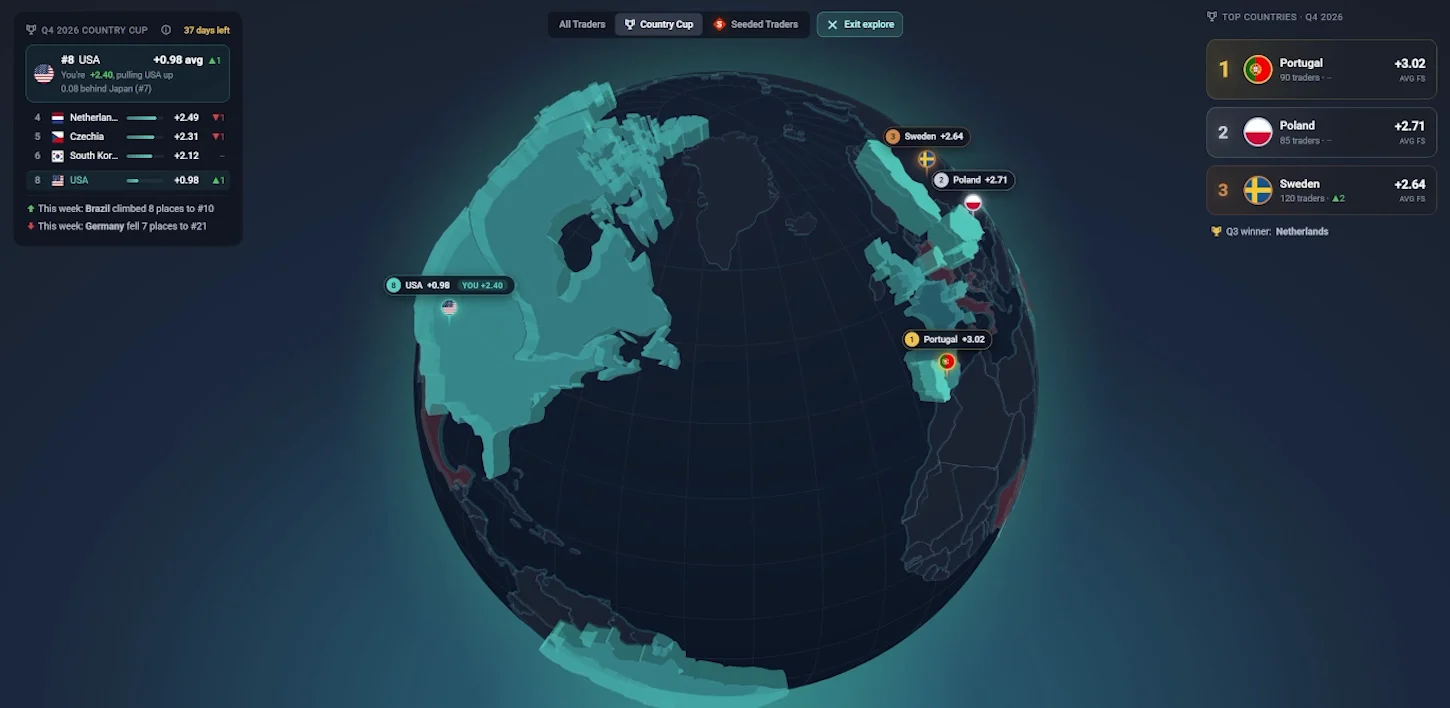 Q4 2026 COUNTRY CUP 37 days left
#8 USA +0.98 avg ▲1
You're +2.40, pulling USA up
0.08 behind Japan (#7)
4 Netherlan... +2.49 ▼1
5 Czechia +2.31 ▼1
6 South Kor... +2.12 –
8 USA +0.98 ▲1
This week: Brazil climbed 8 places to #10
This week: Germany fell 7 places to #21
All Traders Country Cup S Seeded Traders Exit explore
3 Sweden +2.64
2 Poland +2.71
8 USA +0.98 YOU +2.40
1 Portugal +3.02
TOP COUNTRIES · Q4 2026
1 Portugal +3.02
90 traders · – AVG FS
2 Poland +2.71
85 traders · – AVG FS
3 Sweden +2.64
120 traders · ▲2 AVG FS
Q3 winner: Netherlands